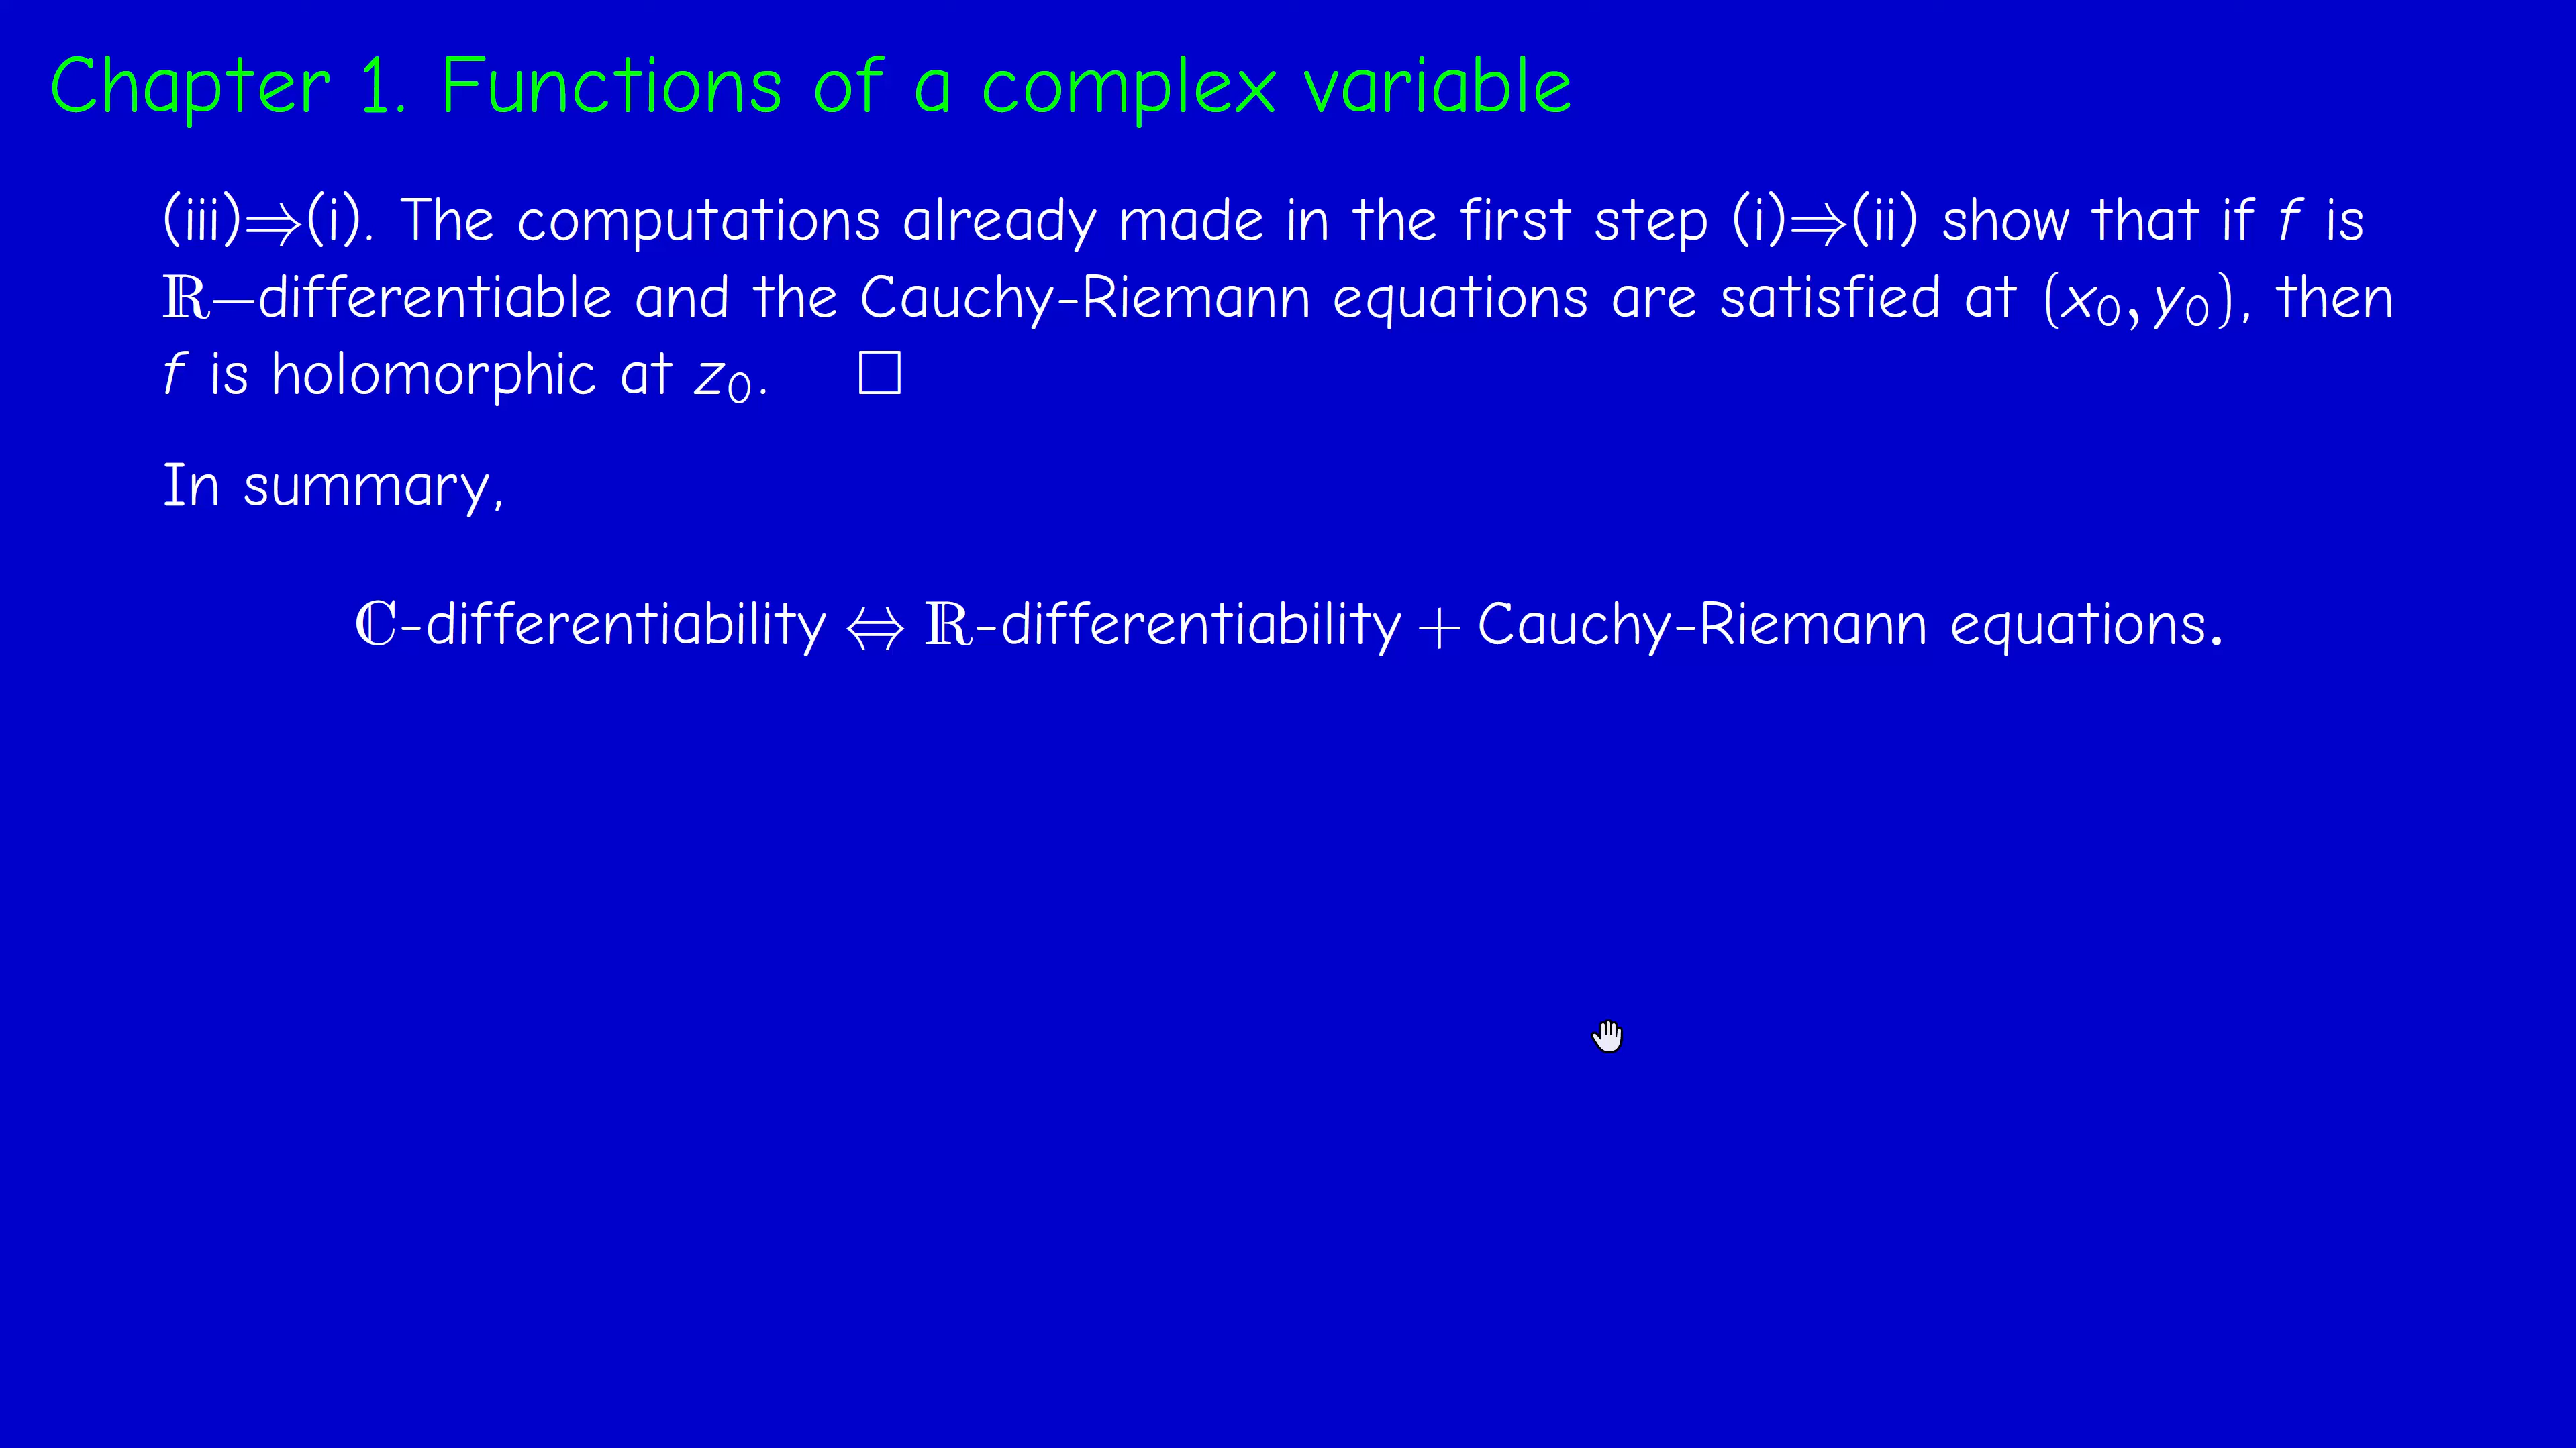 Chapter 1. Functions of a complex variable
(iii)⇒(i). The computations already made in the first step (i)⇒(ii) show that if f is
ℝ−differentiable and the Cauchy-Riemann equations are satisfied at (x₀, y₀), then
f is holomorphic at z₀. □
In summary,
ℂ-differentiability ⇔ ℝ-differentiability + Cauchy-Riemann equations.